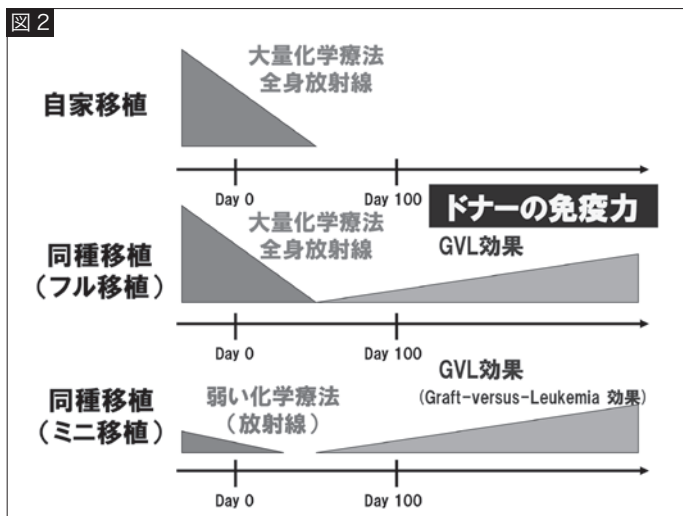 図2
大量化学療法
全身放射線
自家移植
Day 0
Day 100
ドナーの免疫力
大量化学療法
全身放射線
GVL効果
同種移植
（フル移植）
Day 0
Day 100
GVL効果
(Graft-versus-Leukemia 効果)
弱い化学療法
（放射線）
同種移植
（ミニ移植）
Day 0
Day 100